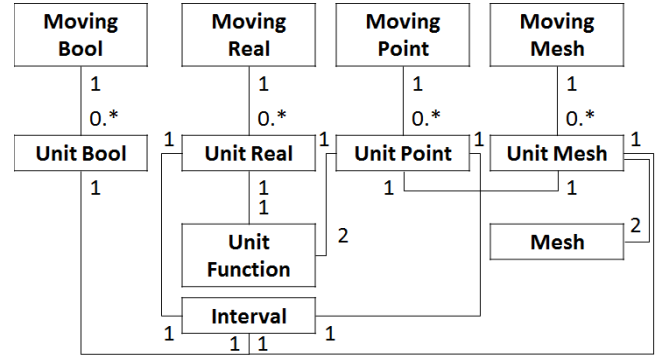 Moving Bool
Moving Real
Moving Point
Moving Mesh
1 1 1 1
0.* 0.* 0.* 0.*
Unit Bool 1 Unit Real 1 Unit Point 1 Unit Mesh 1
1 1 1 1
1
Unit Function 2 Mesh 2
Interval
1 1 1 1